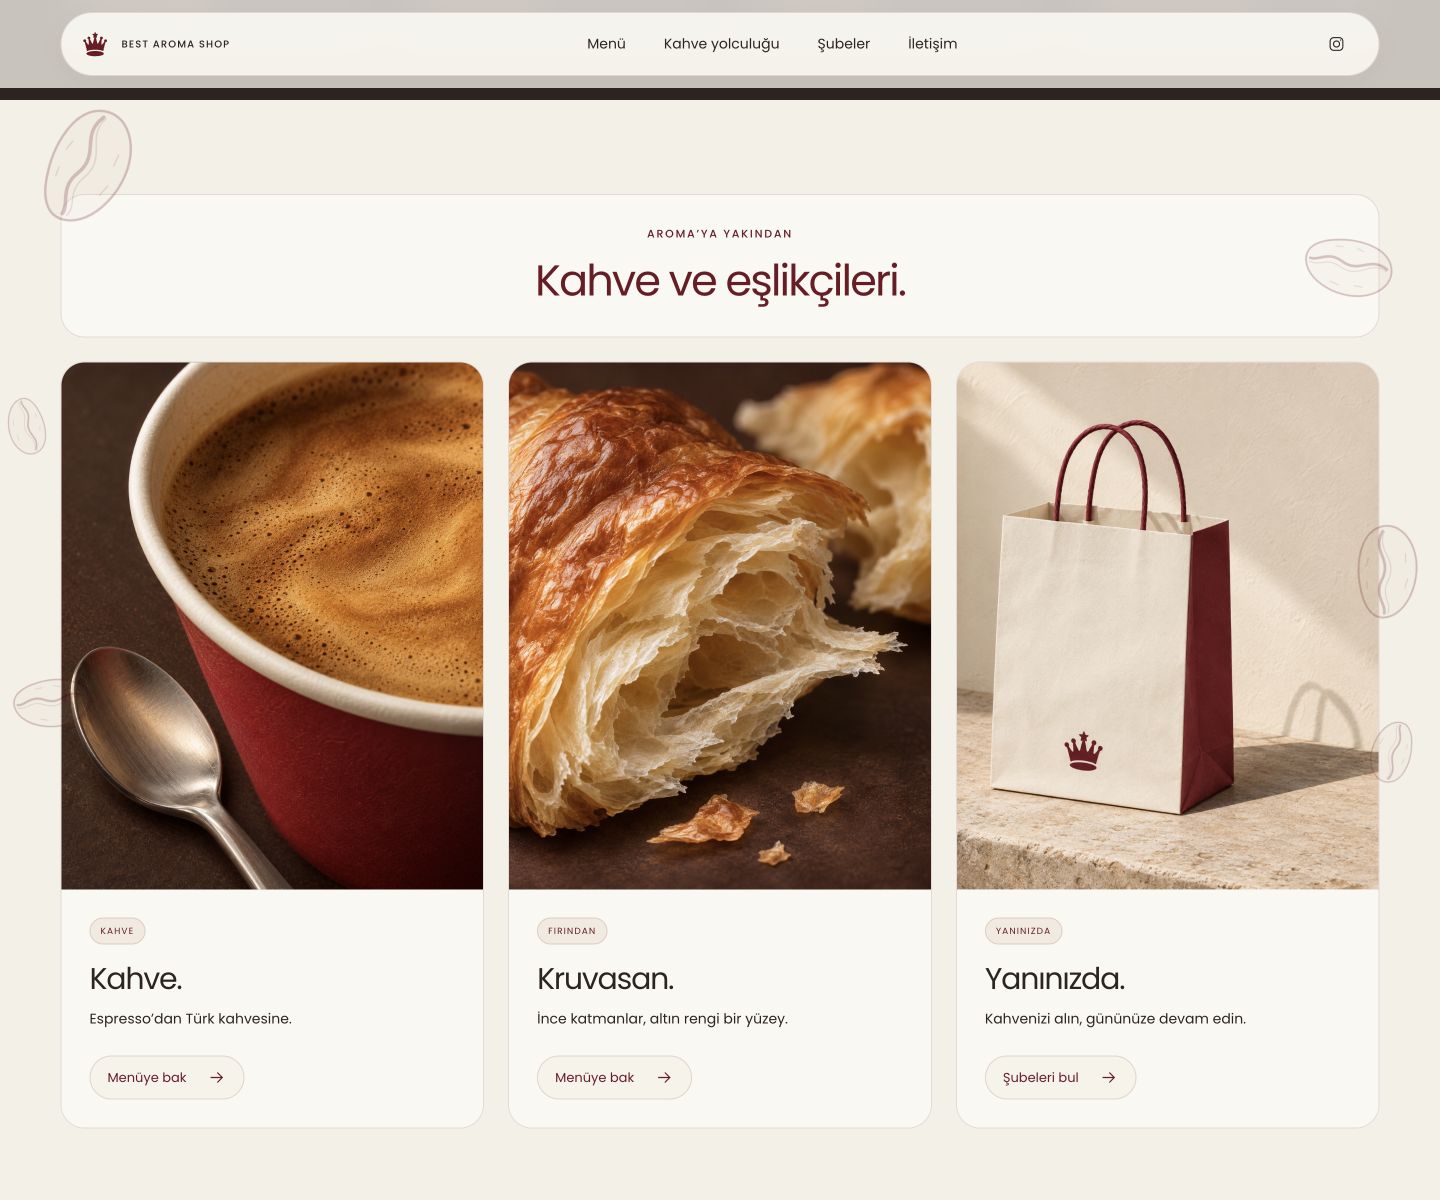 BEST AROMA SHOP
Menü
Kahve yolculuğu
Şubeler
İletişim
AROMA’YA YAKINDAN
Kahve ve eşlikçileri.
KAHVE
Kahve.
Espresso’dan Türk kahvesine.
Menüye bak
FIRINDAN
Kruvasan.
İnce katmanlar, altın rengi bir yüzey.
Menüye bak
YANINIZDA
Yanınızda.
Kahvenizi alın, gününüze devam edin.
Şubeleri bul